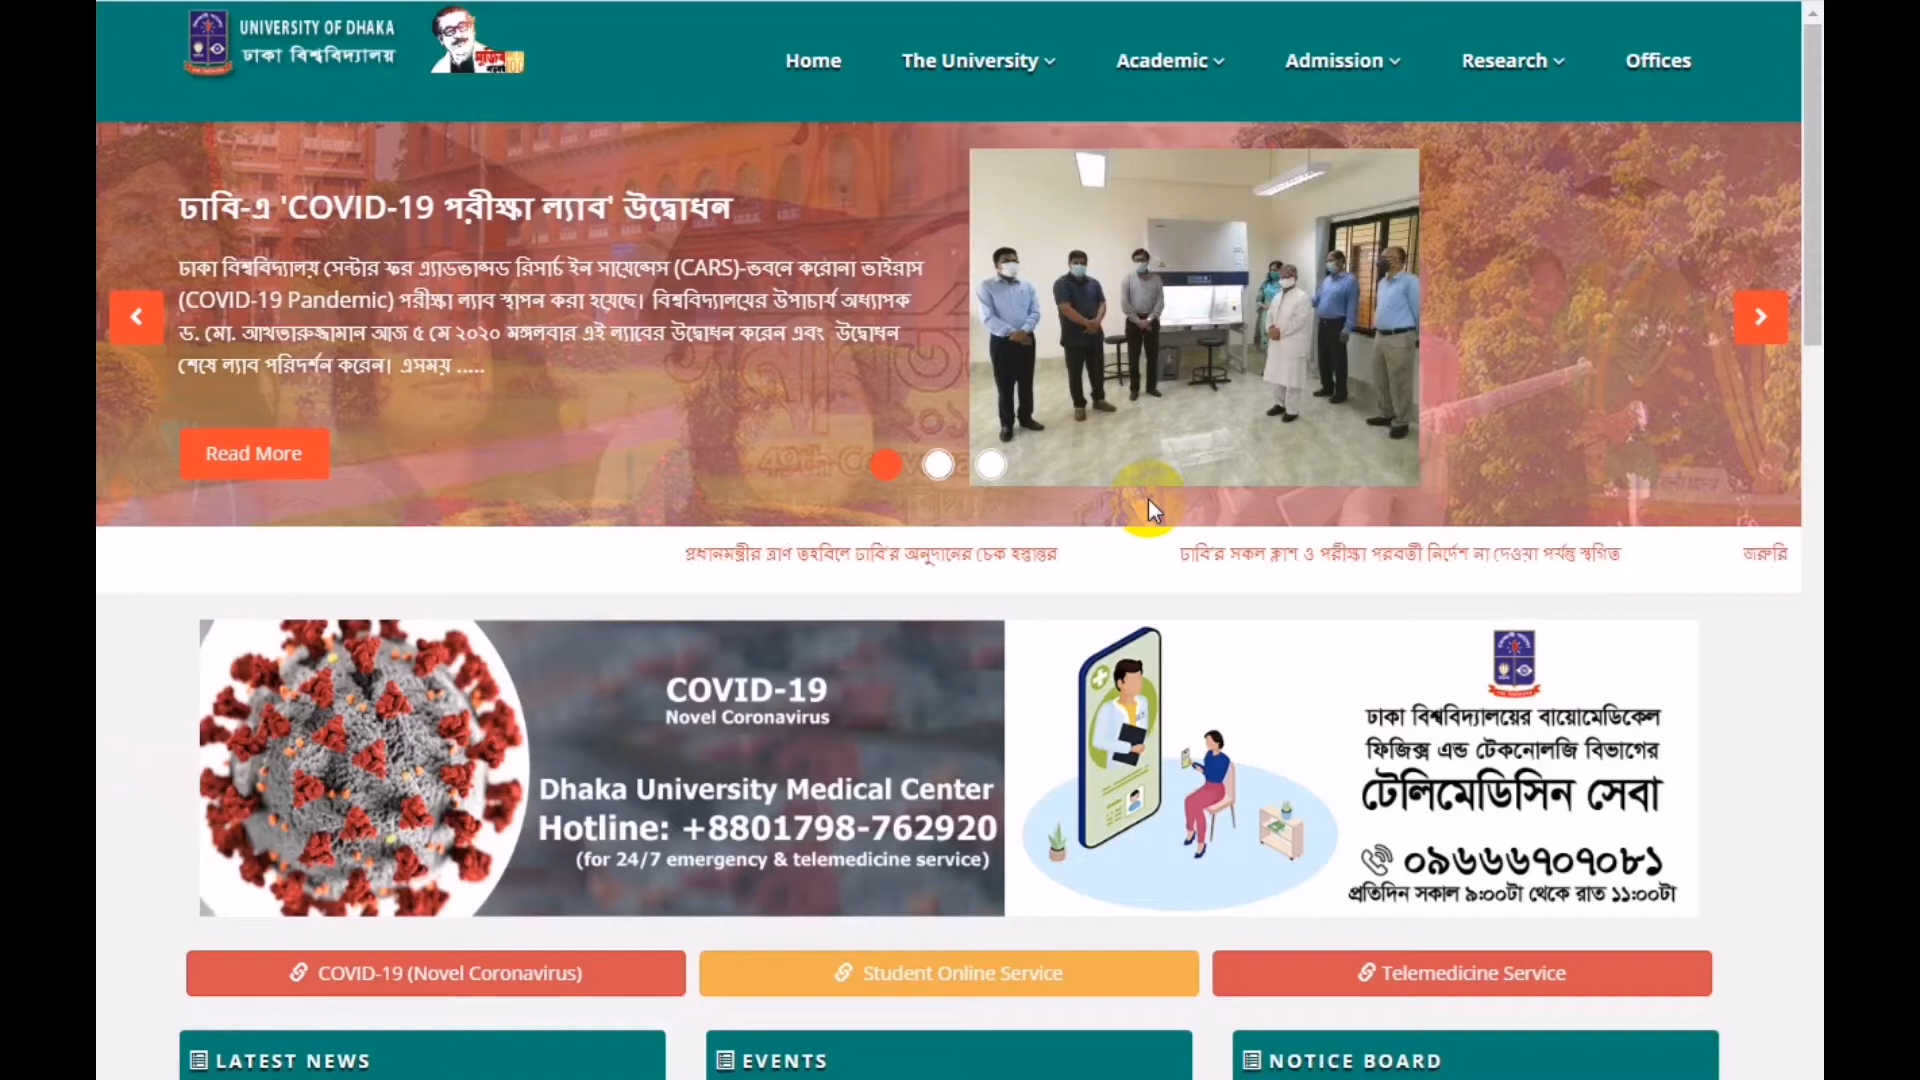 UNIVERSITY OF DHAKA
ঢাকা বিশ্ববিদ্যালয়
মুজিব
100
Home
The University
Academic
Admission
Research
Offices
ঢাবি-এ 'COVID-19 পরীক্ষা ল্যাব' উদ্বোধন
ঢাকা বিশ্ববিদ্যালয় সেন্টার ফর এ্যাডভান্সড রিসার্চ ইন সায়েন্সেস (CARS)-ভবনে করোনা ভাইরাস
(COVID-19 Pandemic) পরীক্ষা ল্যাব স্থাপন করা হয়েছে। বিশ্ববিদ্যালয়ের উপাচার্য অধ্যাপক
ড. মো. আখতারুজ্জামান আজ ৫ মে ২০২০ মঙ্গলবার এই ল্যাবের উদ্বোধন করেন এবং উদ্বোধন
শেষে ল্যাব পরিদর্শন করেন। এসময় .....
Read More
49th
প্রধানমন্ত্রীর ত্রাণ তহবিলে ঢাবি'র অনুদানের চেক হস্তান্তর
ঢাবি'র সকল ক্লাশ ও পরীক্ষা পরবর্তী নির্দেশ না দেওয়া পর্যন্ত স্থগিত
জরুরি
COVID-19
Novel Coronavirus
Dhaka University Medical Center
Hotline: +8801798-762920
(for 24/7 emergency & telemedicine service)
ঢাকা বিশ্ববিদ্যালয়ের বায়োমেডিকেল
ফিজিক্স এন্ড টেকনোলজি বিভাগের
টেলিমেডিসিন সেবা
০৯৬৬৬৭০৭০৮১
প্রতিদিন সকাল ৯:০০টা থেকে রাত ১১:০০টা
COVID-19 (Novel Coronavirus)
Student Online Service
Telemedicine Service
LATEST NEWS
EVENTS
NOTICE BOARD